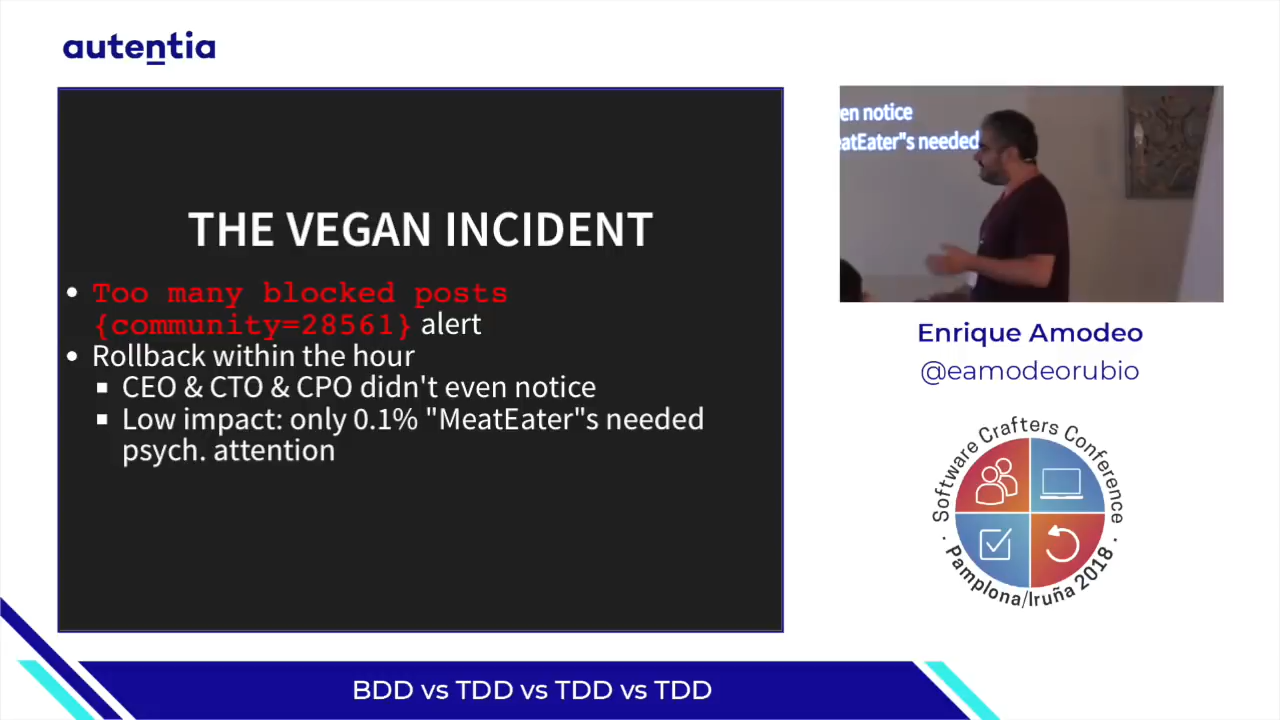 autentia
THE VEGAN INCIDENT
• Too many blocked posts
{community=28561} alert
• Rollback within the hour
▪ CEO & CTO & CPO didn't even notice
▪ Low impact: only 0.1% "MeatEater"s needed
psych. attention
en notice
eatEater"s needed
Enrique Amodeo
@eamodeorubio
Software Crafters Conference
· Pamplona/Iruña 2018 ·
BDD vs TDD vs TDD vs TDD